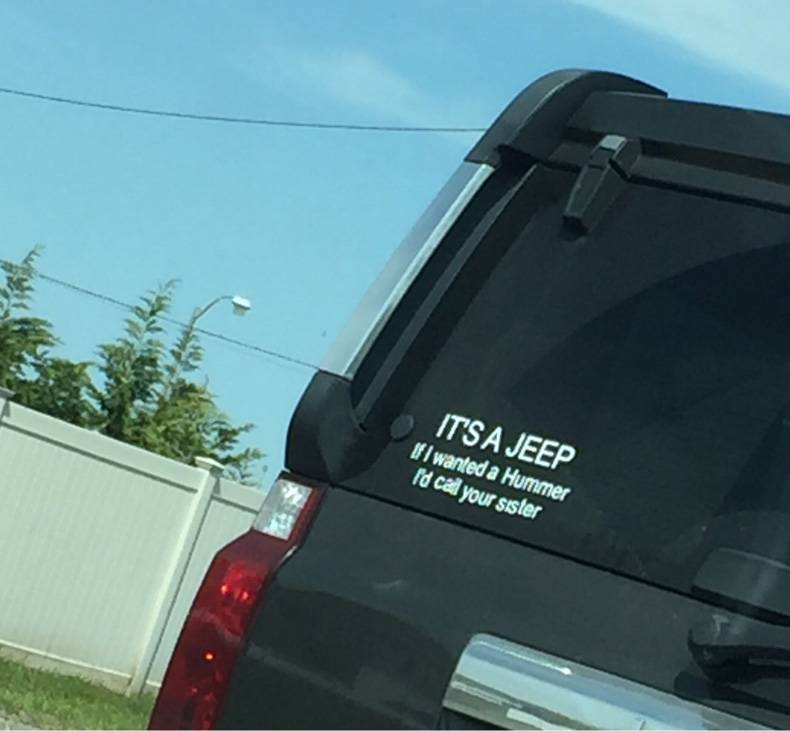 IT'S A JEEP
If I wanted a Hummer
I'd call your sister